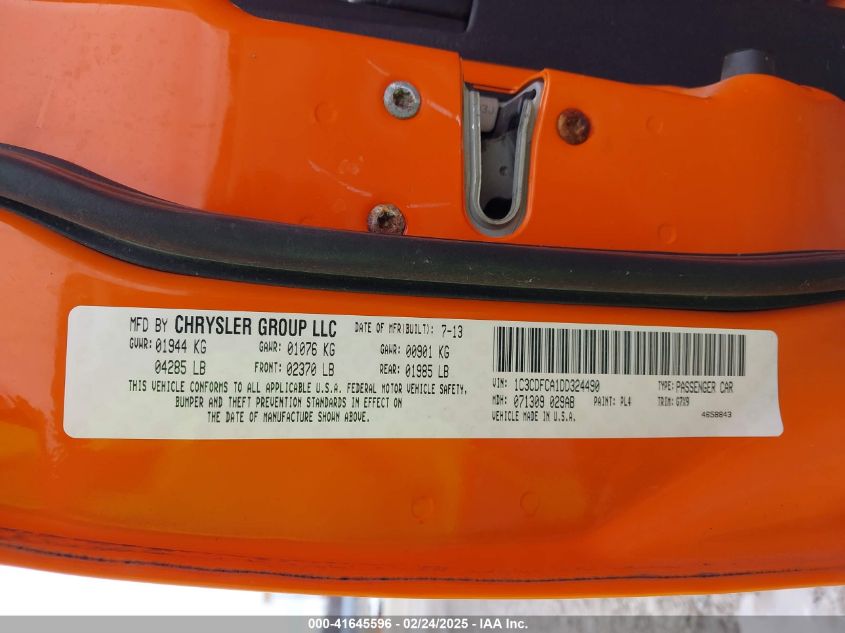 MFD BY CHRYSLER GROUP LLC DATE OF MFR(BUILT): 7-13
GVWR: 01944 KG GAWR: 01076 KG GAWR: 00901 KG
04285 LB FRONT: 02370 LB REAR: 01985 LB
THIS VEHICLE CONFORMS TO ALL APPLICABLE U.S.A. FEDERAL MOTOR VEHICLE SAFETY,
BUMPER AND THEFT PREVENTION STANDARDS IN EFFECT ON
THE DATE OF MANUFACTURE SHOWN ABOVE.
VIN: 1C3CDFCA1DD324490 TYPE: PASSENGER CAR
MDH: 071309 029AB PAINT: PL4 TRIM: G7X9
VEHICLE MADE IN U.S.A. 4658843
000-41645596 - 02/24/2025 - IAA Inc.